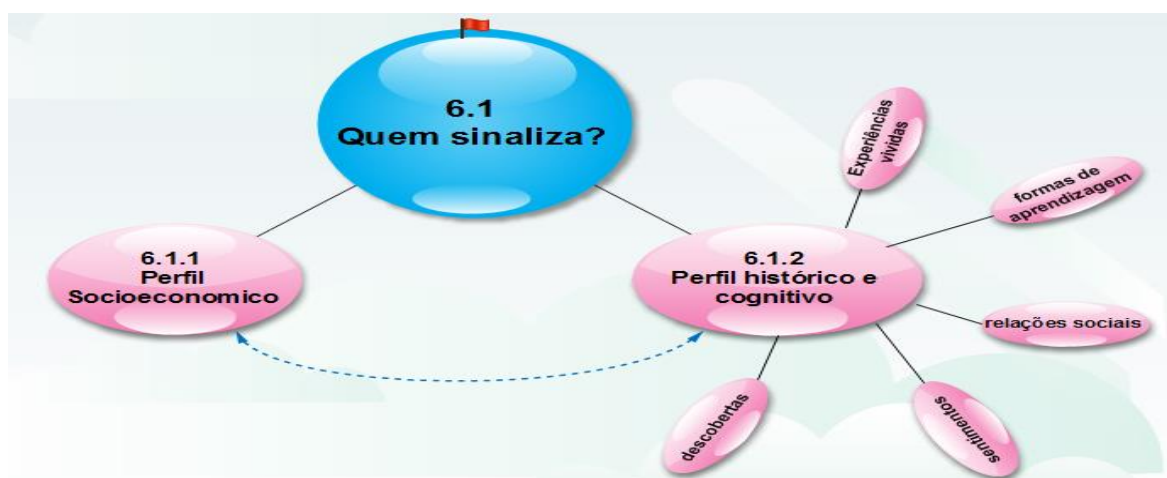 6.1
Quem sinaliza?
Experiências
vividas
formas de
aprendizagem
6.1.1
Perfil
Socioeconomico
6.1.2
Perfil histórico e
cognitivo
relações sociais
descobertas
sentimentos